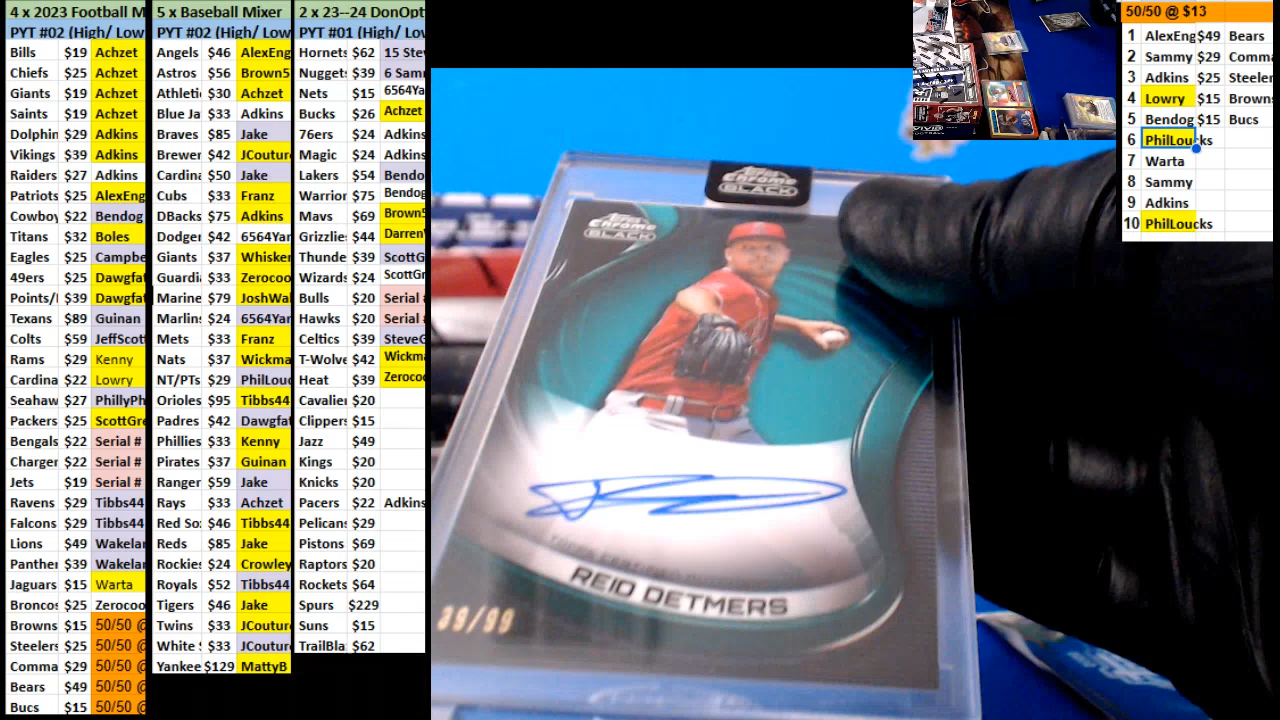 4 x 2023 Football M
PYT #02 (High/ Low
Bills $19 Achzet
Chiefs $25 Achzet
Giants $19 Achzet
Saints $19 Achzet
Dolphin $29 Adkins
Vikings $39 Adkins
Raiders $27 Adkins
Patriots $25 AlexEng
Cowboy $22 Bendog
Titans $32 Boles
Eagles $25 Campbe
49ers $25 Dawgfat
Points/I $39 Dawgfat
Texans $89 Guinan
Colts $59 JeffScott
Rams $29 Kenny
Cardina $22 Lowry
Seahaw $27 PhillyPh
Packers $25 ScottGre
Bengals $22 Serial #
Charger $22 Serial #
Jets $19 Serial #
Ravens $29 Tibbs44
Falcons $29 Tibbs44
Lions $49 Wakelan
Panther $39 Wakelan
Jaguars $15 Warta
Broncos $25 Zerocoo
Browns $15 50/50 @
Steelers $25 50/50 @
Comma $29 50/50 @
Bears $49 50/50 @
Bucs $15 50/50 @
5 x Baseball Mixer
PYT #02 (High/ Low
Angels $46 AlexEng
Astros $56 Brown5
Athleti $30 Achzet
Blue Ja $33 Adkins
Braves $85 Jake
Brewer $42 JCouture
Cardina $50 Jake
Cubs $33 Franz
DBacks $75 Adkins
Dodger $42 6564Yar
Giants $37 Whisker
Guardi $33 Zerocoo
Marine $79 JoshWal
Marlins $24 6564Yar
Mets $33 Franz
Nats $37 Wickma
NT/PTs $29 PhilLouc
Orioles $95 Tibbs44
Padres $42 Dawgfat
Phillies $33 Kenny
Pirates $37 Guinan
Ranger $59 Jake
Rays $33 Achzet
Red So $46 Tibbs44
Reds $85 Jake
Rockies $24 Crowley
Royals $52 Tibbs44
Tigers $46 Jake
Twins $33 JCouture
White S $33 JCouture
Yankee $129 MattyB
2 x 23--24 DonOpt
PYT #01 (High/ Lo
Hornets $62 15 Stev
Nuggets $39 6 Samm
Nets $15 6564Ya
Bucks $26 Achzet
76ers $24 Adkins
Magic $24 Adkins
Lakers $54 Bendo
Warrior $75 Bendog
Mavs $69 Brown5
Grizzlie $44 Darren'
Thunde $39 ScottG
Wizards $24 ScottGr
Bulls $20 Serial #
Hawks $20 Serial #
Celtics $39 SteveG
T-Wolve $42 Wickma
Heat $39 Zerocoo
Cavalier $20
Clippers $15
Jazz $49
Kings $20
Knicks $20
Pacers $22 Adkins
Pelicans $29
Pistons $69
Raptors $20
Rockets $64
Spurs $229
Suns $15
TrailBla $62
Topps
Chrome
BLACK
Topps
Chrome
BLACK
REID DETMERS
39/99
50/50 @ $13
1 AlexEng $49 Bears
2 Sammy $29 Comma
3 Adkins $25 Steeler
4 Lowry $15 Browns
5 Bendog $15 Bucs
6 PhilLoucks
7 Warta
8 Sammy
9 Adkins
10 PhilLoucks